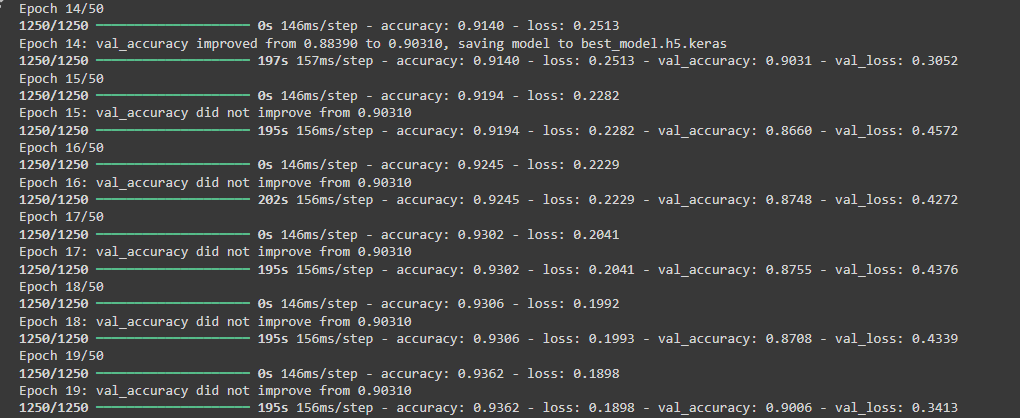 Epoch 14/50
1250/1250 ━━━━━━━━━━━━━━━━━━━━ 0s 146ms/step - accuracy: 0.9140 - loss: 0.2513
Epoch 14: val_accuracy improved from 0.88390 to 0.90310, saving model to best_model.h5.keras
1250/1250 ━━━━━━━━━━━━━━━━━━━━ 197s 157ms/step - accuracy: 0.9140 - loss: 0.2513 - val_accuracy: 0.9031 - val_loss: 0.3052
Epoch 15/50
1250/1250 ━━━━━━━━━━━━━━━━━━━━ 0s 146ms/step - accuracy: 0.9194 - loss: 0.2282
Epoch 15: val_accuracy did not improve from 0.90310
1250/1250 ━━━━━━━━━━━━━━━━━━━━ 195s 156ms/step - accuracy: 0.9194 - loss: 0.2282 - val_accuracy: 0.8660 - val_loss: 0.4572
Epoch 16/50
1250/1250 ━━━━━━━━━━━━━━━━━━━━ 0s 146ms/step - accuracy: 0.9245 - loss: 0.2229
Epoch 16: val_accuracy did not improve from 0.90310
1250/1250 ━━━━━━━━━━━━━━━━━━━━ 202s 156ms/step - accuracy: 0.9245 - loss: 0.2229 - val_accuracy: 0.8748 - val_loss: 0.4272
Epoch 17/50
1250/1250 ━━━━━━━━━━━━━━━━━━━━ 0s 146ms/step - accuracy: 0.9302 - loss: 0.2041
Epoch 17: val_accuracy did not improve from 0.90310
1250/1250 ━━━━━━━━━━━━━━━━━━━━ 195s 156ms/step - accuracy: 0.9302 - loss: 0.2041 - val_accuracy: 0.8755 - val_loss: 0.4376
Epoch 18/50
1250/1250 ━━━━━━━━━━━━━━━━━━━━ 0s 146ms/step - accuracy: 0.9306 - loss: 0.1992
Epoch 18: val_accuracy did not improve from 0.90310
1250/1250 ━━━━━━━━━━━━━━━━━━━━ 195s 156ms/step - accuracy: 0.9306 - loss: 0.1993 - val_accuracy: 0.8708 - val_loss: 0.4339
Epoch 19/50
1250/1250 ━━━━━━━━━━━━━━━━━━━━ 0s 146ms/step - accuracy: 0.9362 - loss: 0.1898
Epoch 19: val_accuracy did not improve from 0.90310
1250/1250 ━━━━━━━━━━━━━━━━━━━━ 195s 156ms/step - accuracy: 0.9362 - loss: 0.1898 - val_accuracy: 0.9006 - val_loss: 0.3413